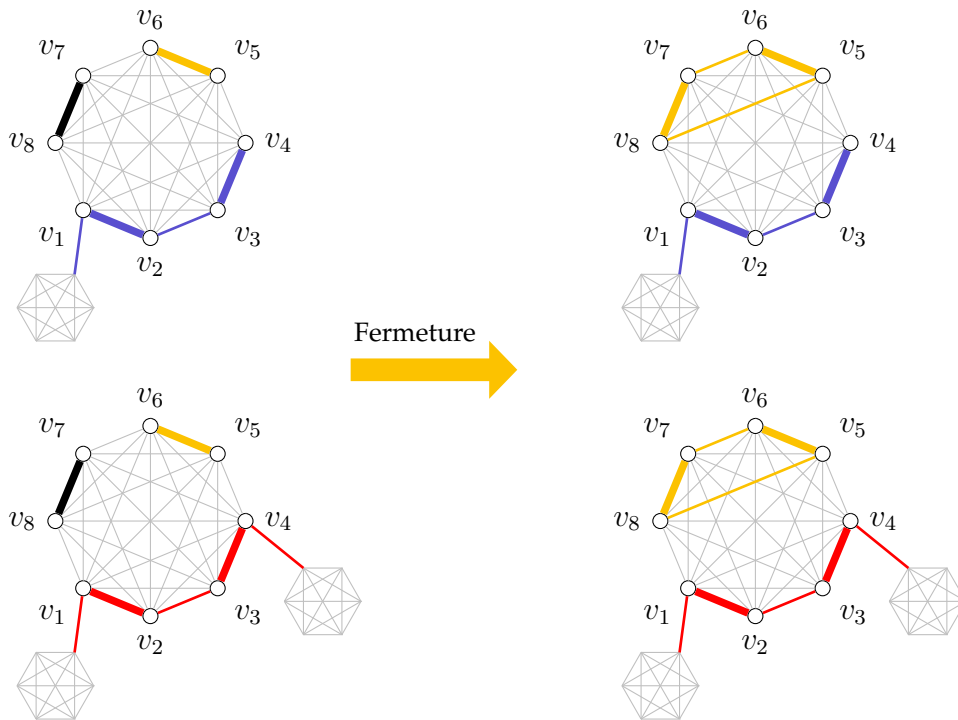 v₆ v₆
v₇ v₅ v₇ v₅
v₈ v₄ v₈ v₄
v₁ v₃ v₁ v₃
v₂ v₂
Fermeture
v₆ v₆
v₇ v₅ v₇ v₅
v₈ v₄ v₈ v₄
v₁ v₃ v₁ v₃
v₂ v₂